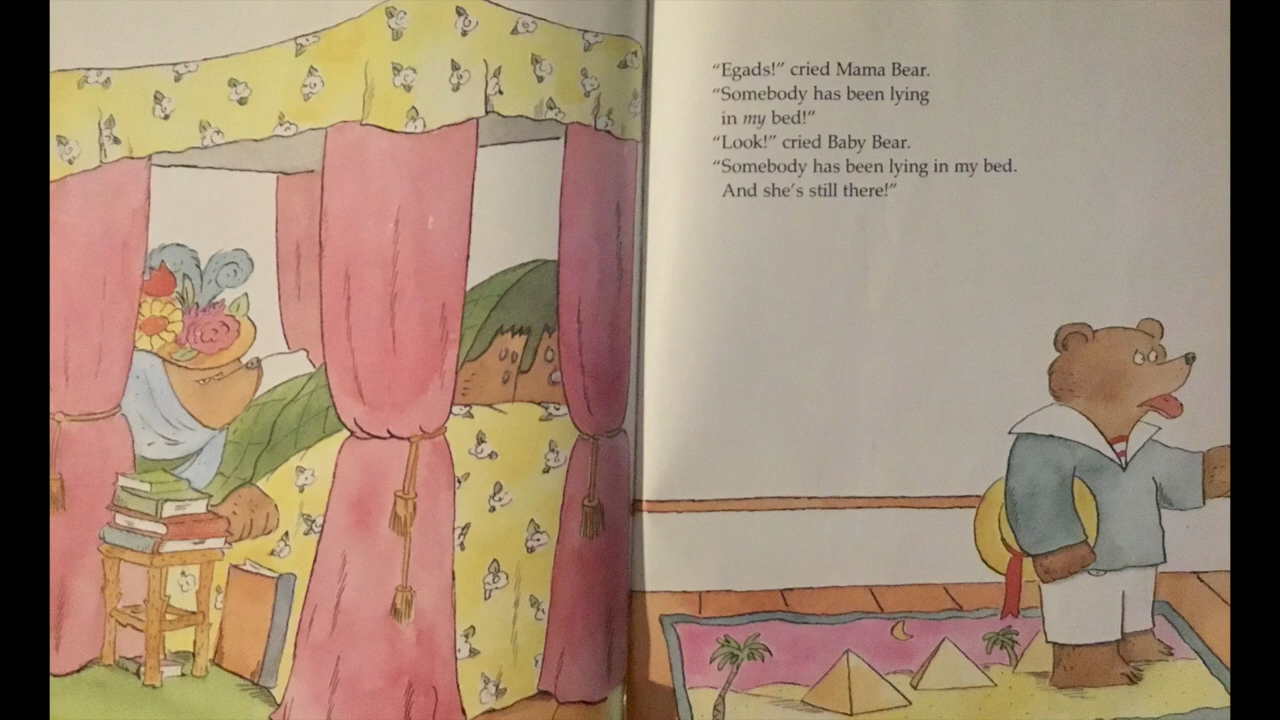 “Egads!” cried Mama Bear.
“Somebody has been lying
in my bed!”
“Look!” cried Baby Bear.
“Somebody has been lying in my bed.
And she’s still there!”